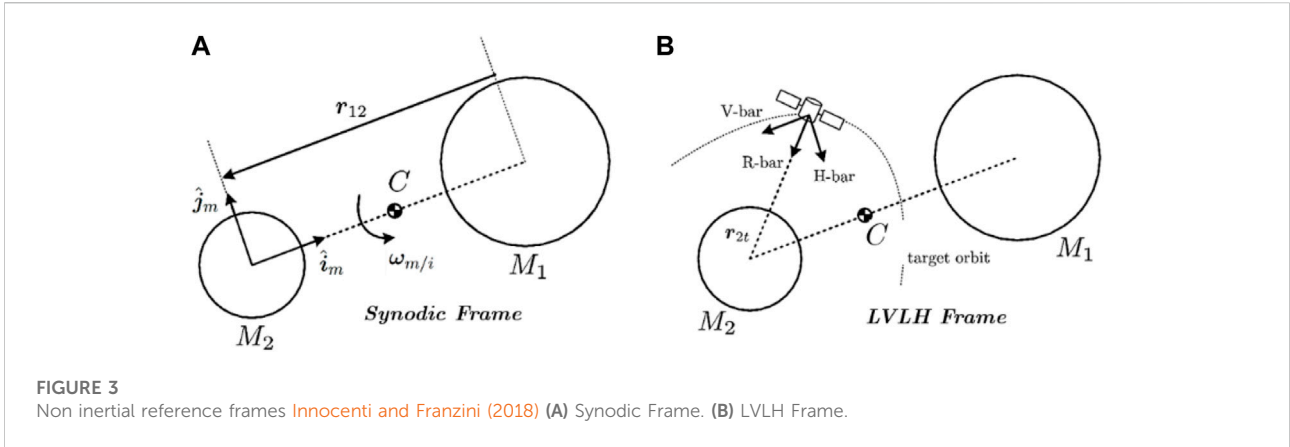 A
r₁₂
ĵₘ
C
îₘ
ωₘ/ᵢ
M₁
M₂
Synodic Frame
B
V-bar
R-bar
H-bar
r₂ₜ
C
M₁
target orbit
M₂
LVLH Frame
FIGURE 3
Non inertial reference frames Innocenti and Franzini (2018) (A) Synodic Frame. (B) LVLH Frame.